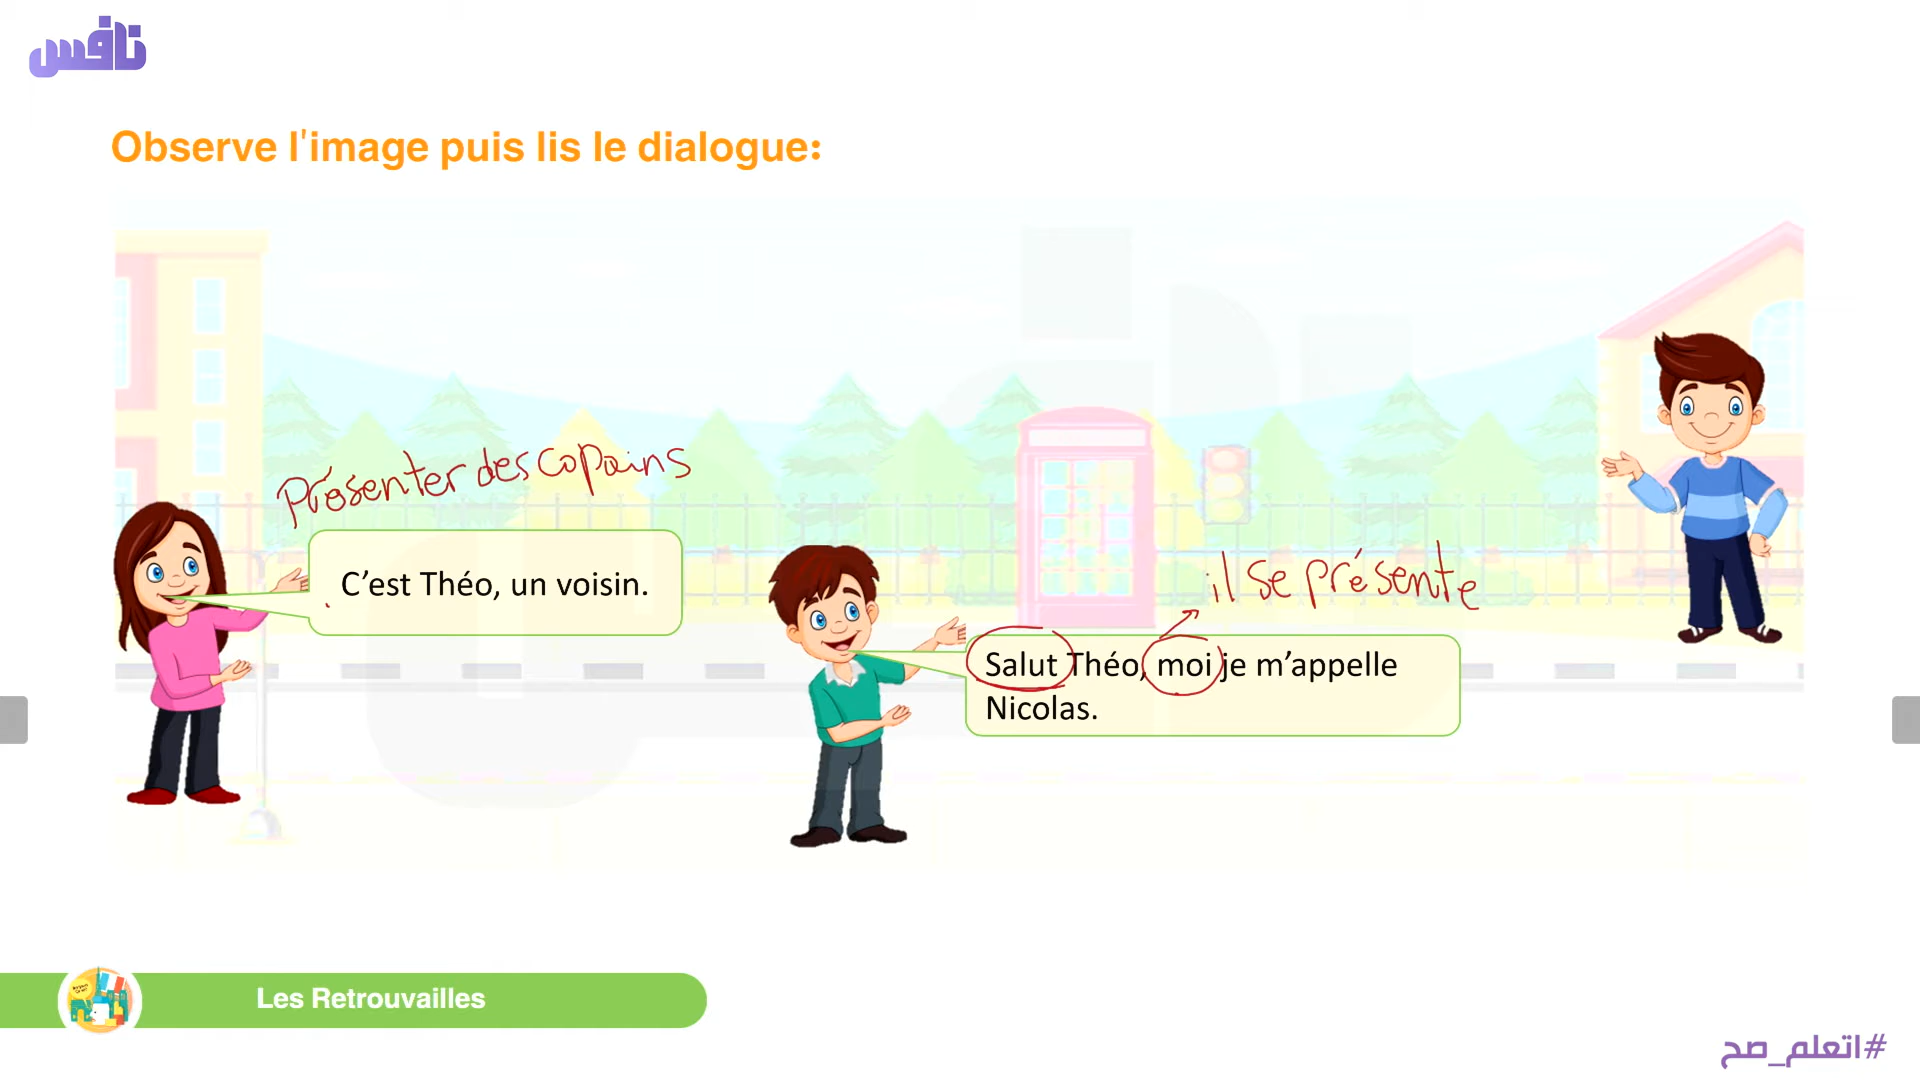 نافس
Observe l'image puis lis le dialogue:
Présenter des copains
C’est Théo, un voisin.
il se présente
Salut Théo, moi je m’appelle
Nicolas.
Les Retrouvailles
#اتعلم_صح